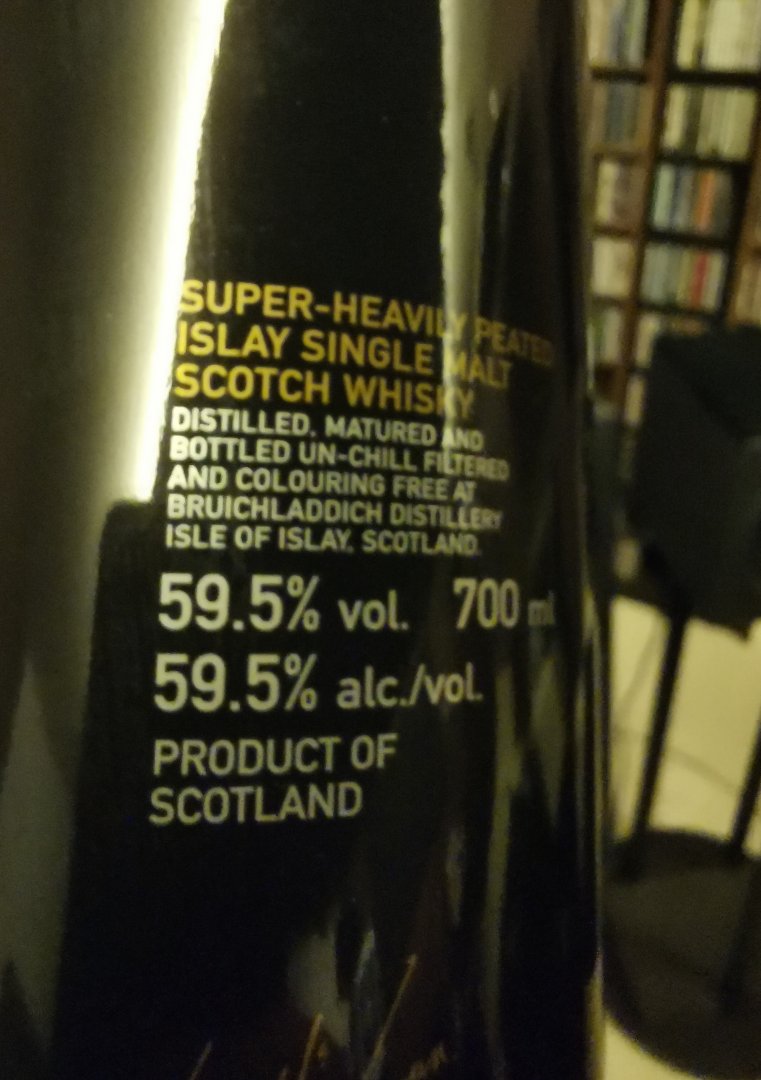 SUPER-HEAVILY PEATED
ISLAY SINGLE MALT
SCOTCH WHISKY
DISTILLED, MATURED AND
BOTTLED UN-CHILL FILTERED
AND COLOURING FREE AT
BRUICHLADDICH DISTILLERY
ISLE OF ISLAY, SCOTLAND.
59.5% vol. 700 ml
59.5% alc./vol.
PRODUCT OF
SCOTLAND